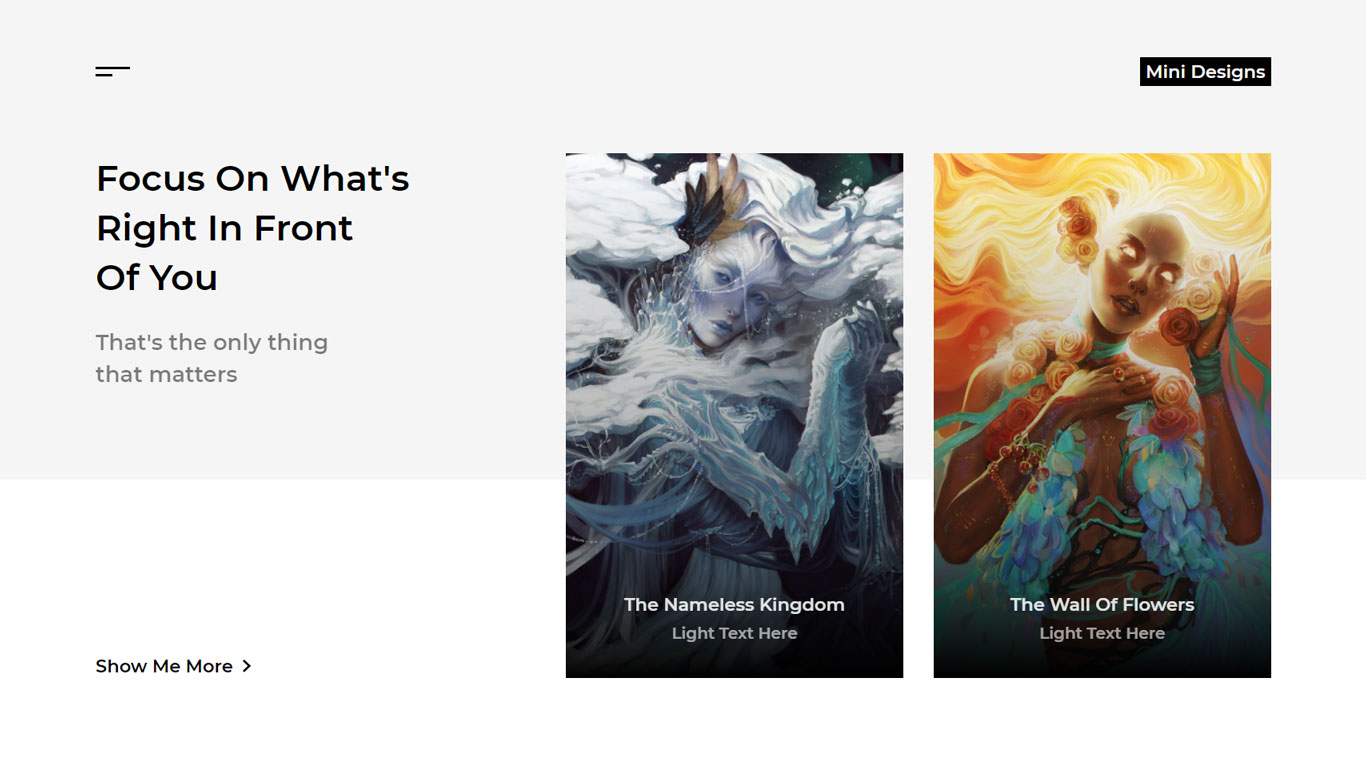 Mini Designs
Focus On What's
Right In Front
Of You
That's the only thing
that matters
The Nameless Kingdom
Light Text Here
The Wall Of Flowers
Light Text Here
Show Me More